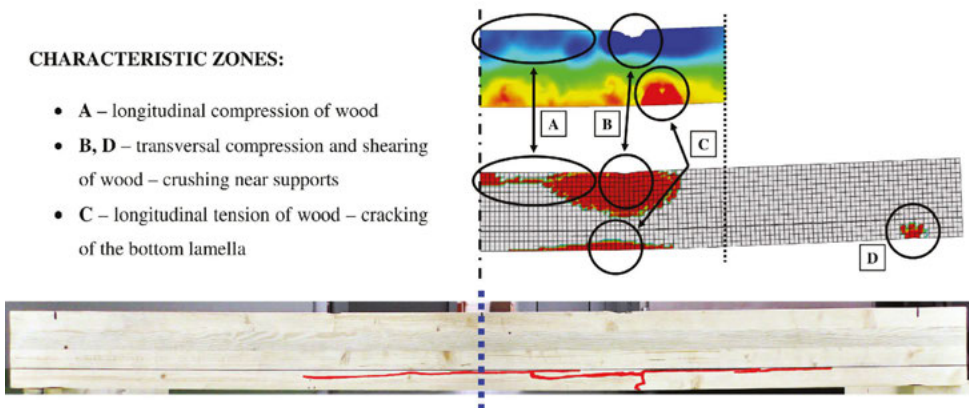 CHARACTERISTIC ZONES:
• A – longitudinal compression of wood
• B, D – transversal compression and shearing
of wood – crushing near supports
• C – longitudinal tension of wood – cracking
of the bottom lamella
A
B
C
D